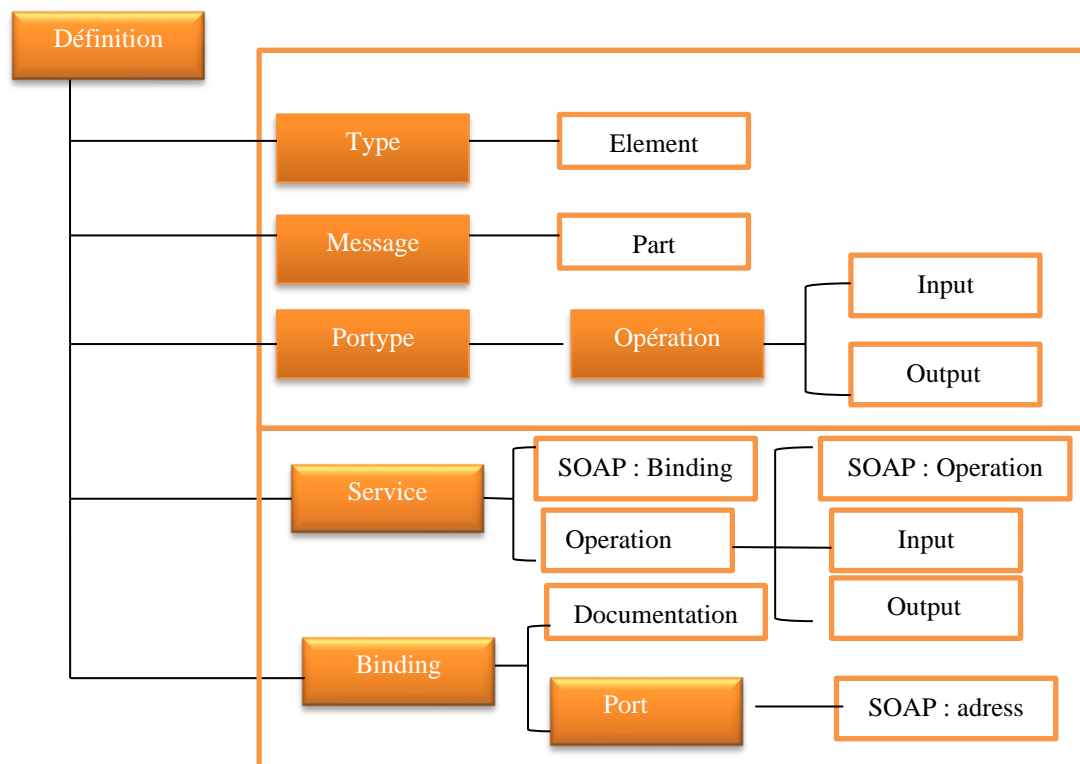 Définition
Type
Element
Message
Part
Portype
Opération
Input
Output
Service
SOAP : Binding
Operation
SOAP : Operation
Input
Output
Binding
Documentation
Port
SOAP : adress